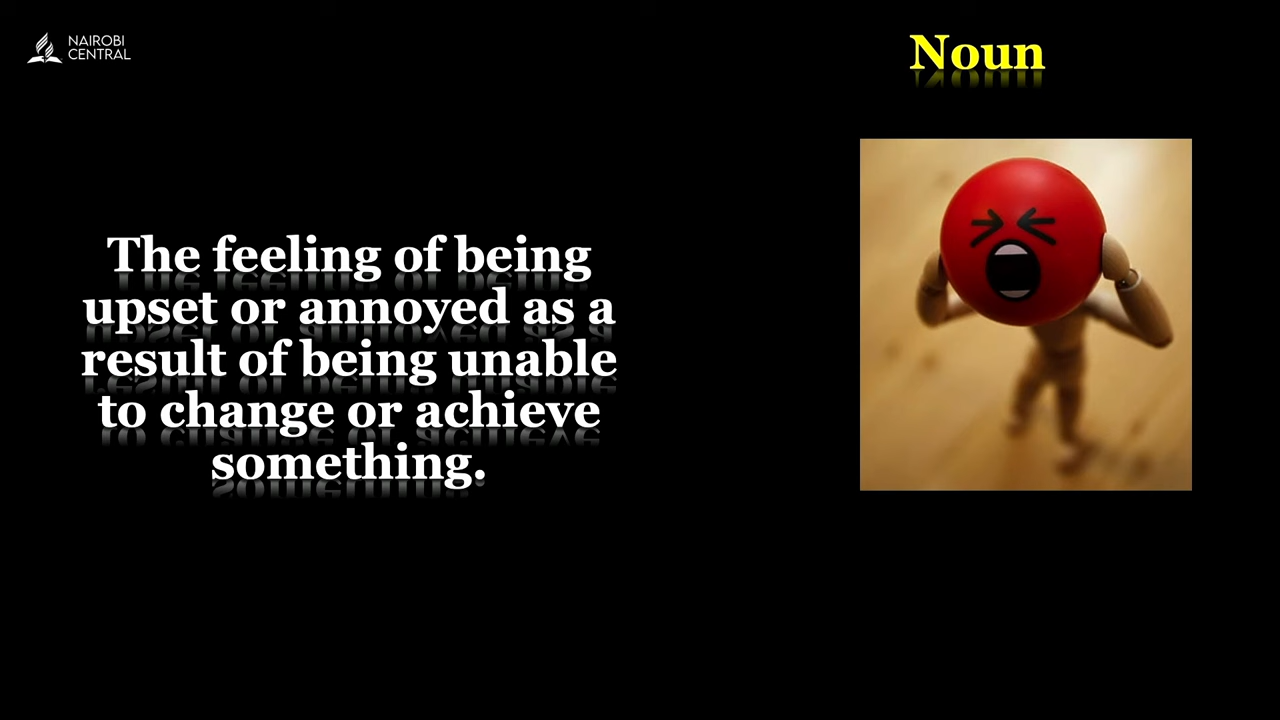 NAIROBI
CENTRAL
Noun
The feeling of being
upset or annoyed as a
result of being unable
to change or achieve
something.